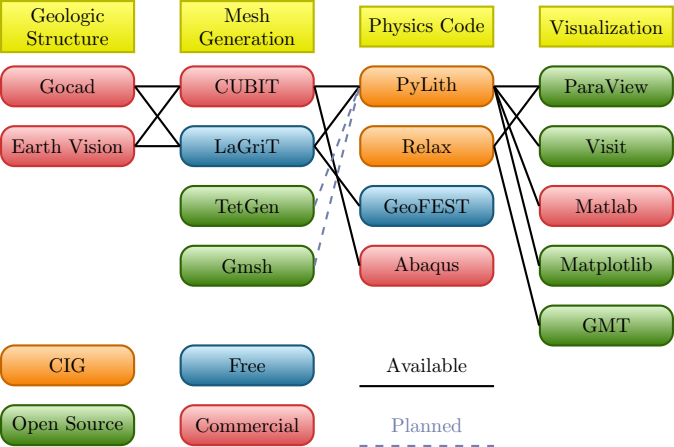 Geologic
Structure
Mesh
Generation
Physics Code
Visualization
Gocad
CUBIT
PyLith
ParaView
Earth Vision
LaGriT
Relax
Visit
TetGen
GeoFEST
Matlab
Gmsh
Abaqus
Matplotlib
GMT
CIG
Free
Available
Open Source
Commercial
Planned